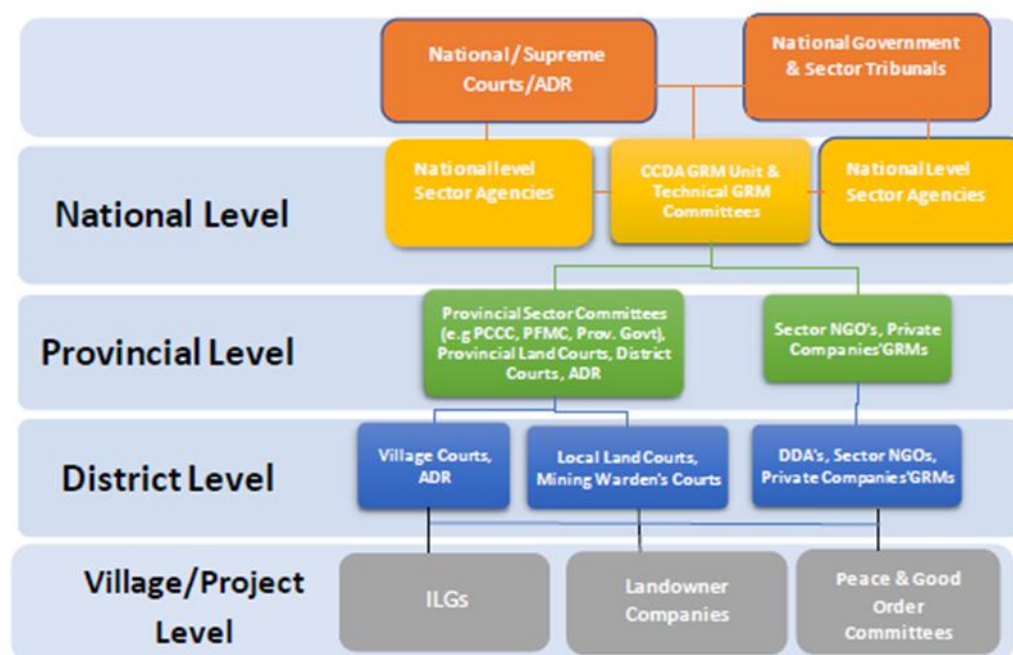 National / Supreme
Courts/ADR
National Government
& Sector Tribunals
National Level
National level
Sector Agencies
CCDA GRM Unit &
Technical GRM
Committees
National Level
Sector Agencies
Provincial Level
Provincial Sector Committees
(e.g PCCC, PFMC, Prov. Govt),
Provincial Land Courts, District
Courts, ADR
Sector NGO's, Private
Companies'GRMs
District Level
Village Courts,
ADR
Local Land Courts,
Mining Warden's Courts
DDA's, Sector NGOs,
Private Companies'GRMs
Village/Project
Level
ILGs
Landowner
Companies
Peace & Good
Order
Committees